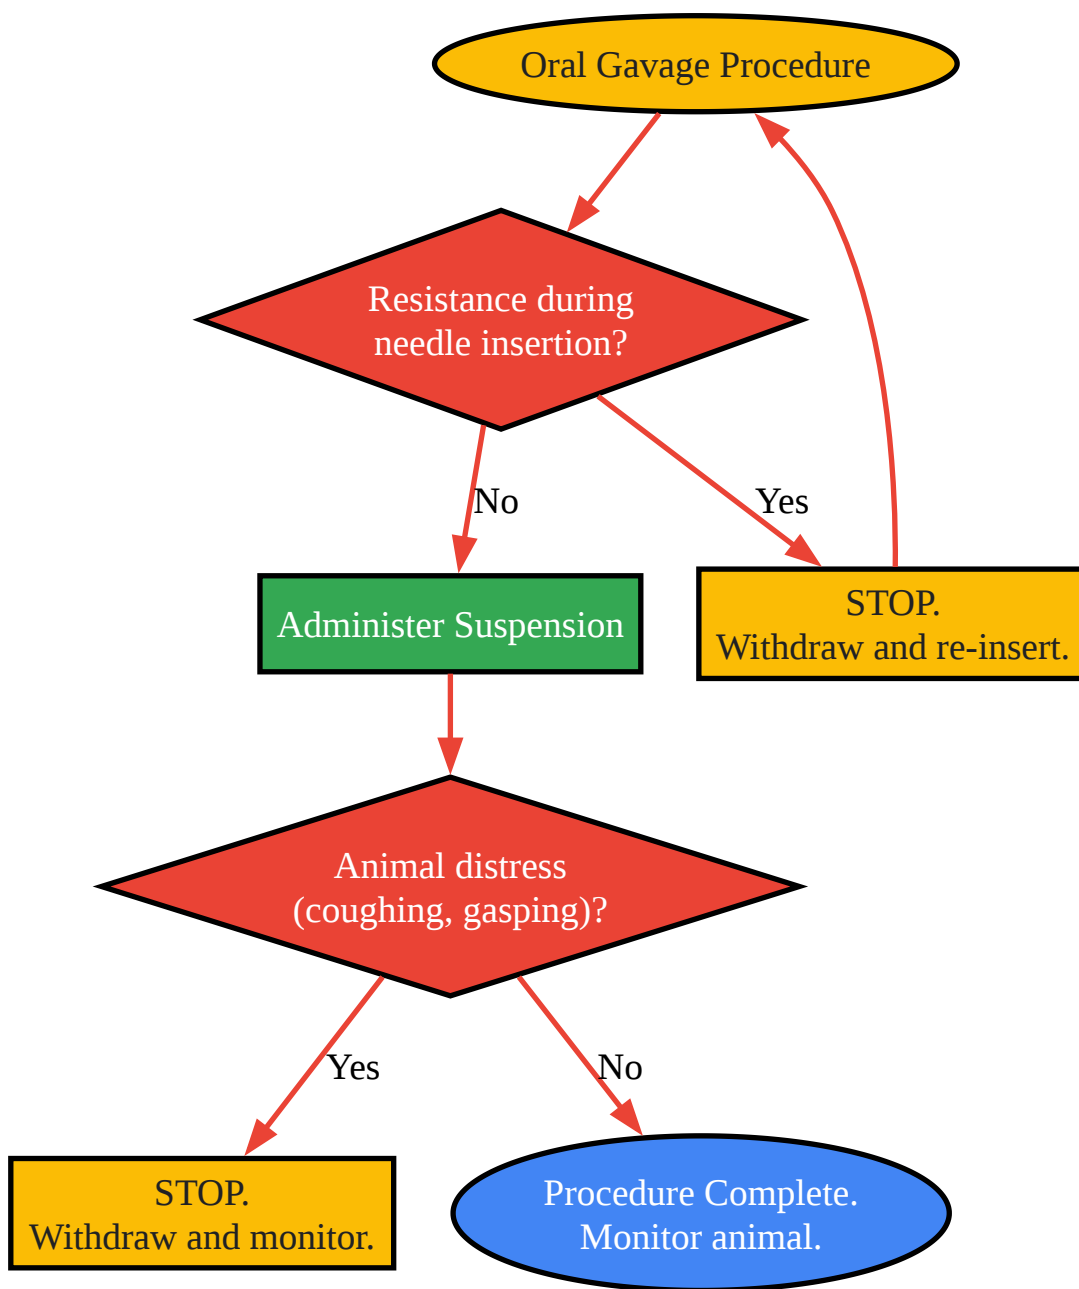 Oral Gavage Procedure
Resistance during
needle insertion?
No
Yes
Administer Suspension
STOP.
Withdraw and re-insert.
Animal distress
(coughing, gasping)?
Yes
No
STOP.
Withdraw and monitor.
Procedure Complete.
Monitor animal.